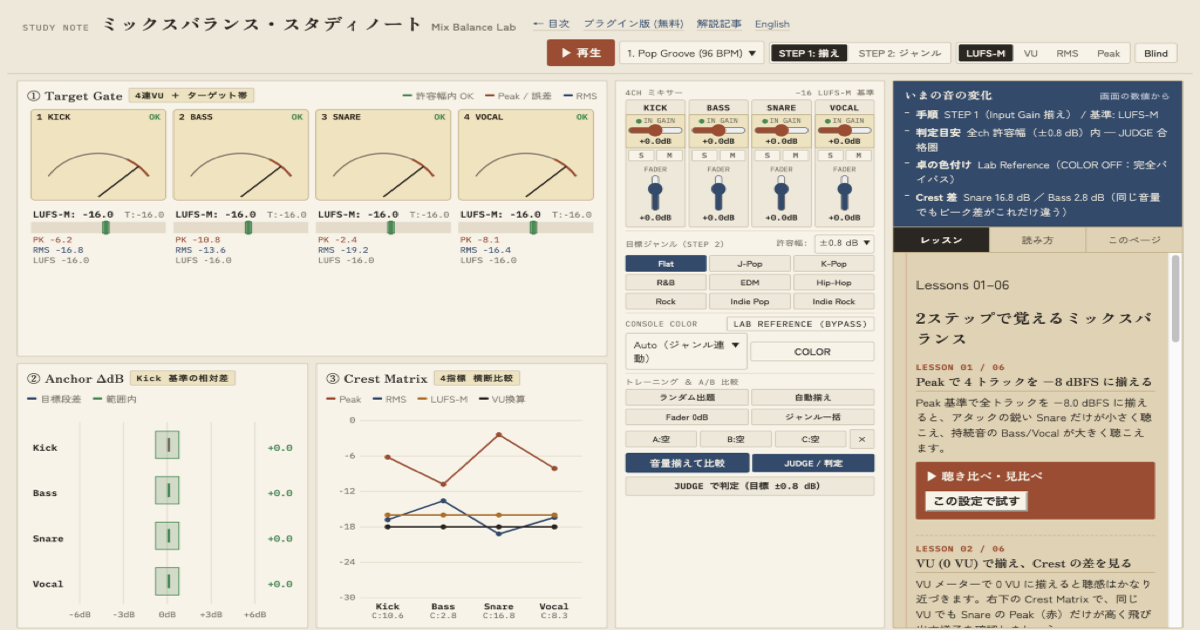 STUDY NOTE ミックスバランス・スタディノート Mix Balance Lab ← 目次 プラグイン版 (無料) 解説記事 English
▶ 再生 1. Pop Groove (96 BPM) ▼ STEP 1: 揃え STEP 2: ジャンル LUFS-M VU RMS Peak Blind
① Target Gate 4連VU + ターゲット帯 許容幅内 OK Peak / 誤差 RMS
1 KICK OK 2 BASS OK 3 SNARE OK 4 VOCAL OK
LUFS-M: -16.0 T:-16.0 LUFS-M: -16.0 T:-16.0 LUFS-M: -16.0 T:-16.0 LUFS-M: -16.0 T:-16.0
PK -6.2 PK -10.8 PK -2.4 PK -8.1
RMS -16.8 RMS -13.6 RMS -19.2 RMS -16.4
LUFS -16.0 LUFS -16.0 LUFS -16.0 LUFS -16.0
② Anchor ΔdB Kick 基準の相対差
目標段差 範囲内
Kick +0.0
Bass +0.0
Snare +0.0
Vocal +0.0
-6dB -3dB 0dB +3dB +6dB
③ Crest Matrix 4指標 横断比較
Peak RMS LUFS-M VU換算
0
-6
-12
-18
-24
-30
Kick Bass Snare Vocal
C:10.6 C:2.8 C:16.8 C:8.3
4CH ミキサー -16 LUFS-M 基準
KICK BASS SNARE VOCAL
IN GAIN IN GAIN IN GAIN IN GAIN
+0.0dB +0.0dB +0.0dB +0.0dB
S M S M S M S M
FADER FADER FADER FADER
+0.0dB +0.0dB +0.0dB +0.0dB
目標ジャンル (STEP 2) 許容幅: ±0.8 dB ▼
Flat J-Pop K-Pop
R&B EDM Hip-Hop
Rock Indie Pop Indie Rock
CONSOLE COLOR LAB REFERENCE (BYPASS)
Auto (ジャンル連動) ▼ COLOR
トレーニング & A/B 比較
ランダム出題 自動揃え
Fader 0dB ジャンル一括
A:空 B:空 C:空 ×
音量揃えて比較 JUDGE / 判定
JUDGE で判定 (目標 ±0.8 dB)
いまの音の変化 画面の数値から
– 手順 STEP 1（Input Gain 揃え） / 基準: LUFS-M
– 判定目安 全ch 許容幅（±0.8 dB）内 — JUDGE 合
格圏
– 卓の色付け Lab Reference（COLOR OFF：完全バ
イパス）
– Crest 差 Snare 16.8 dB ／ Bass 2.8 dB（同じ音量
でもピーク差がこれだけ違う）
レッスン 読み方 このページ
Lessons 01–06
2ステップで覚えるミックスバ
ランス
LESSON 01 / 06
Peak で 4 トラックを −8 dBFS に揃える
Peak 基準で全トラックを −8.0 dBFS に揃え
ると、アタックの鋭い Snare だけが小さく聴
こえ、持続音の Bass/Vocal が大きく聴こえ
ます。
▶ 聴き比べ・見比べ
この設定で試す
LESSON 02 / 06
VU (0 VU) で揃え、Crest の差を見る
VU メーターで 0 VU に揃えると聴感はかなり
近づきます。右下の Crest Matrix で、同じ
VU でも Snare の Peak（赤）だけが高く飛び